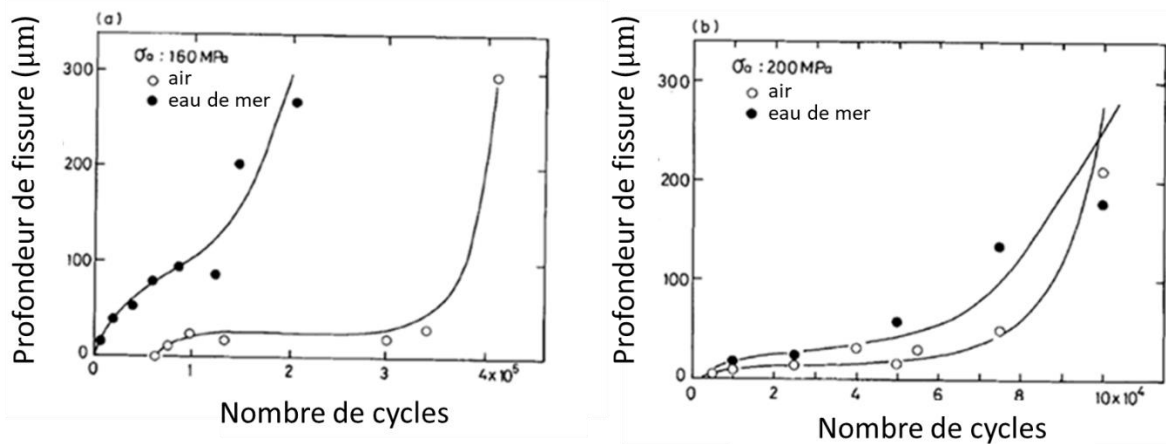 (a)
σa : 160 MPa
air
eau de mer
Profondeur de fissure (μm)
300
200
100
0
0 1 2 3 4 × 10⁵
Nombre de cycles
(b)
σa : 200 MPa
air
eau de mer
Profondeur de fissure (μm)
300
200
100
0
0 2 4 6 8 10 × 10⁴
Nombre de cycles